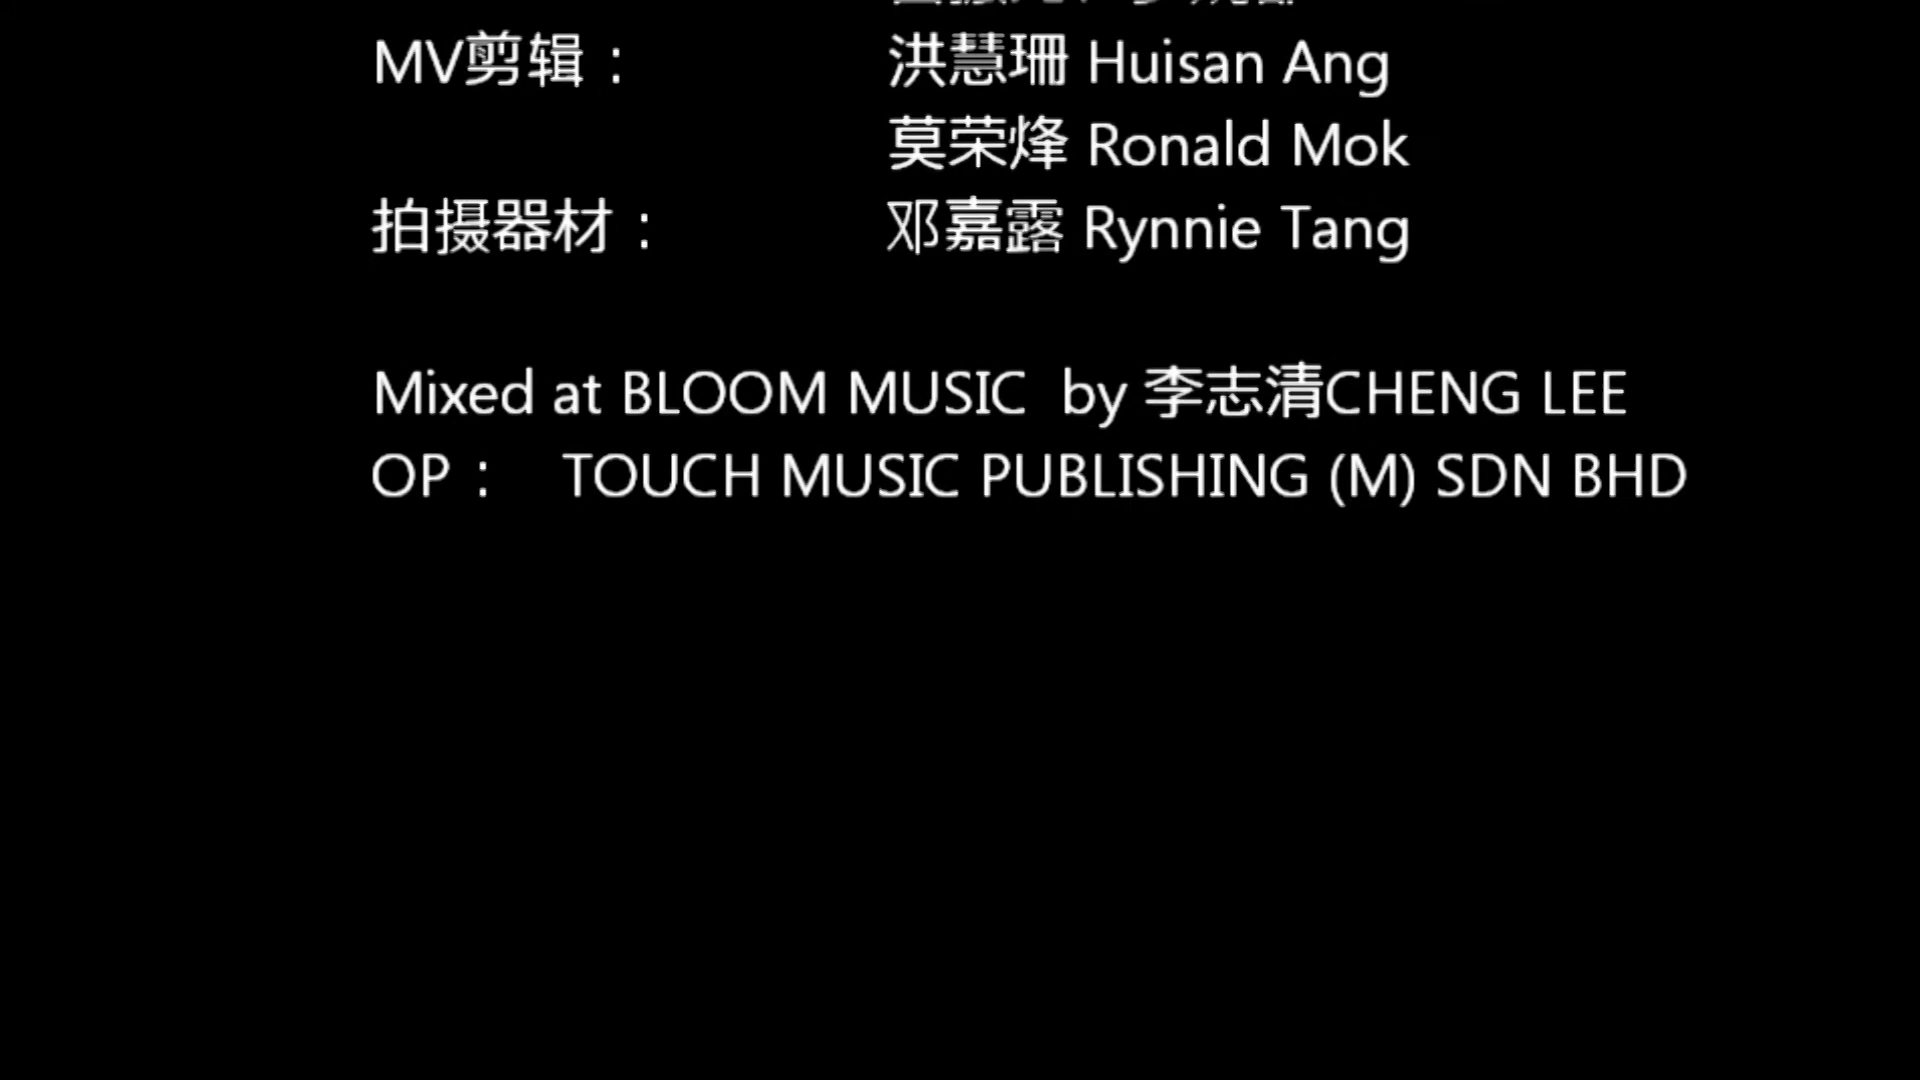 MV剪辑： 洪慧珊 Huisan Ang
莫荣烽 Ronald Mok
拍摄器材： 邓嘉露 Rynnie Tang
Mixed at BLOOM MUSIC by 李志清CHENG LEE
OP： TOUCH MUSIC PUBLISHING (M) SDN BHD